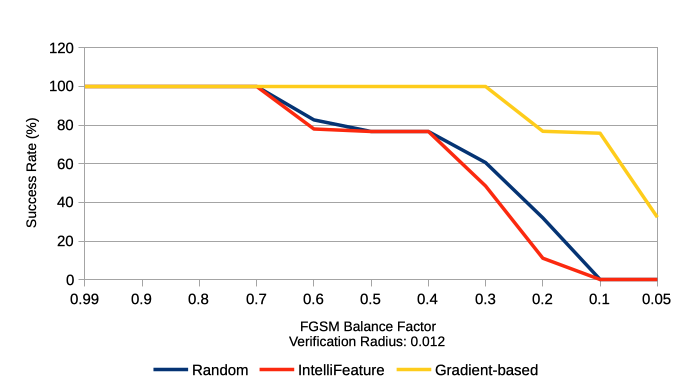 120
100
80
60
40
20
0
Success Rate (%)
0.99 0.9 0.8 0.7 0.6 0.5 0.4 0.3 0.2 0.1 0.05
FGSM Balance Factor
Verification Radius: 0.012
Random IntelliFeature Gradient-based